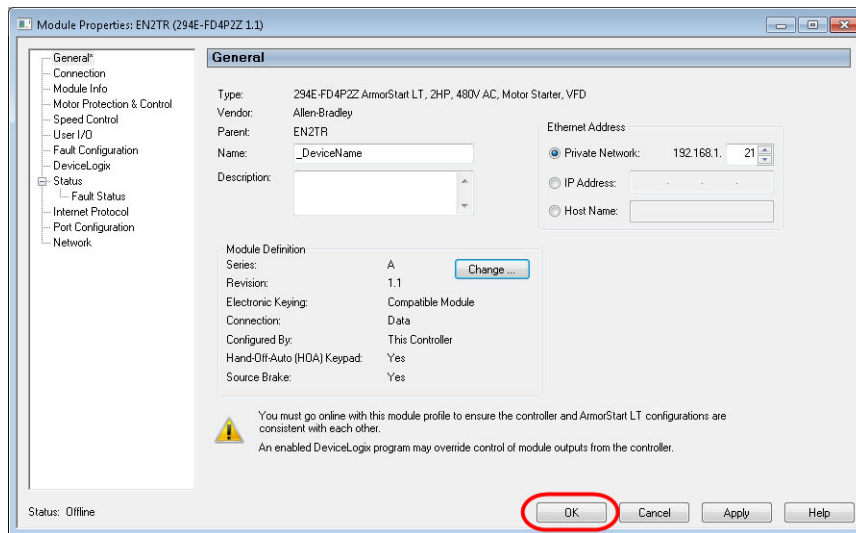 Module Properties: EN2TR (294E-FD4P2Z 1.1)
General*
Connection
Module Info
Motor Protection & Control
Speed Control
User I/O
Fault Configuration
DeviceLogix
Status
Fault Status
Internet Protocol
Port Configuration
Network
General
Type: 294E-FD4P2Z ArmorStart LT, 2HP, 480V AC, Motor Starter, VFD
Vendor: Allen-Bradley
Parent: EN2TR
Name: _DeviceName
Description:
Ethernet Address
Private Network: 192.168.1. 21
IP Address: . . .
Host Name:
Module Definition
Series: A
Change ...
Revision: 1.1
Electronic Keying: Compatible Module
Connection: Data
Configured By: This Controller
Hand-Off-Auto (HOA) Keypad: Yes
Source Brake: Yes
You must go online with this module profile to ensure the controller and ArmorStart LT configurations are
consistent with each other.
An enabled DeviceLogix program may override control of module outputs from the controller.
Status: Offline
OK Cancel Apply Help